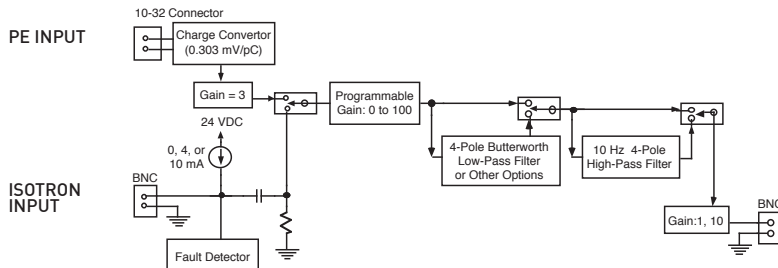 10-32 Connector
PE INPUT
Charge Convertor
(0.303 mV/pC)
Gain = 3
Programmable
Gain: 0 to 100
24 VDC
4-Pole Butterworth
Low-Pass Filter
or Other Options
10 Hz 4-Pole
High-Pass Filter
0, 4, or
10 mA
ISOTRON
INPUT
BNC
Gain:1, 10
BNC
Fault Detector